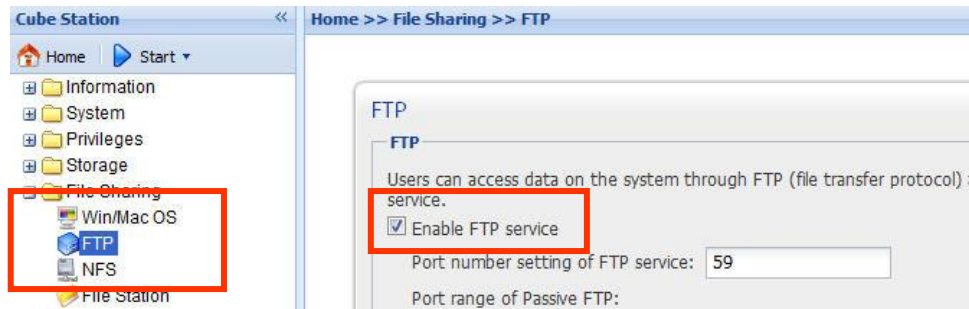 Cube Station
Home >> File Sharing >> FTP
Home
Start
Information
System
Privileges
Storage
File Sharing
Win/Mac OS
FTP
NFS
File Station
FTP
FTP
Users can access data on the system through FTP (file transfer protocol)
service.
Enable FTP service
Port number setting of FTP service: 59
Port range of Passive FTP: